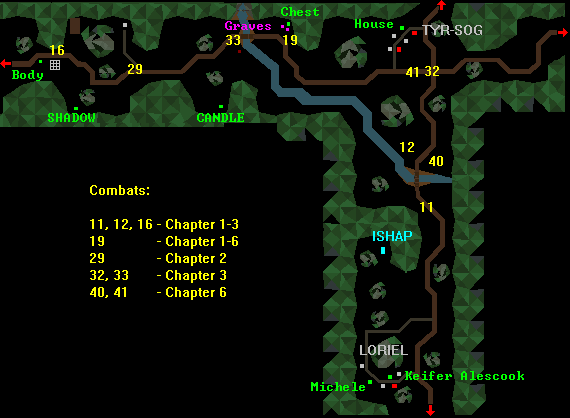 Chest
House
Graves
TYR-SOG
33
19
16
Body
29
41 32
SHADOW
CANDLE
12
40
Combats:
11
11, 12, 16 - Chapter 1-3
19 - Chapter 1-6
ISHAP
29 - Chapter 2
32, 33 - Chapter 3
40, 41 - Chapter 6
LORIEL
Keifer Alescook
Michele